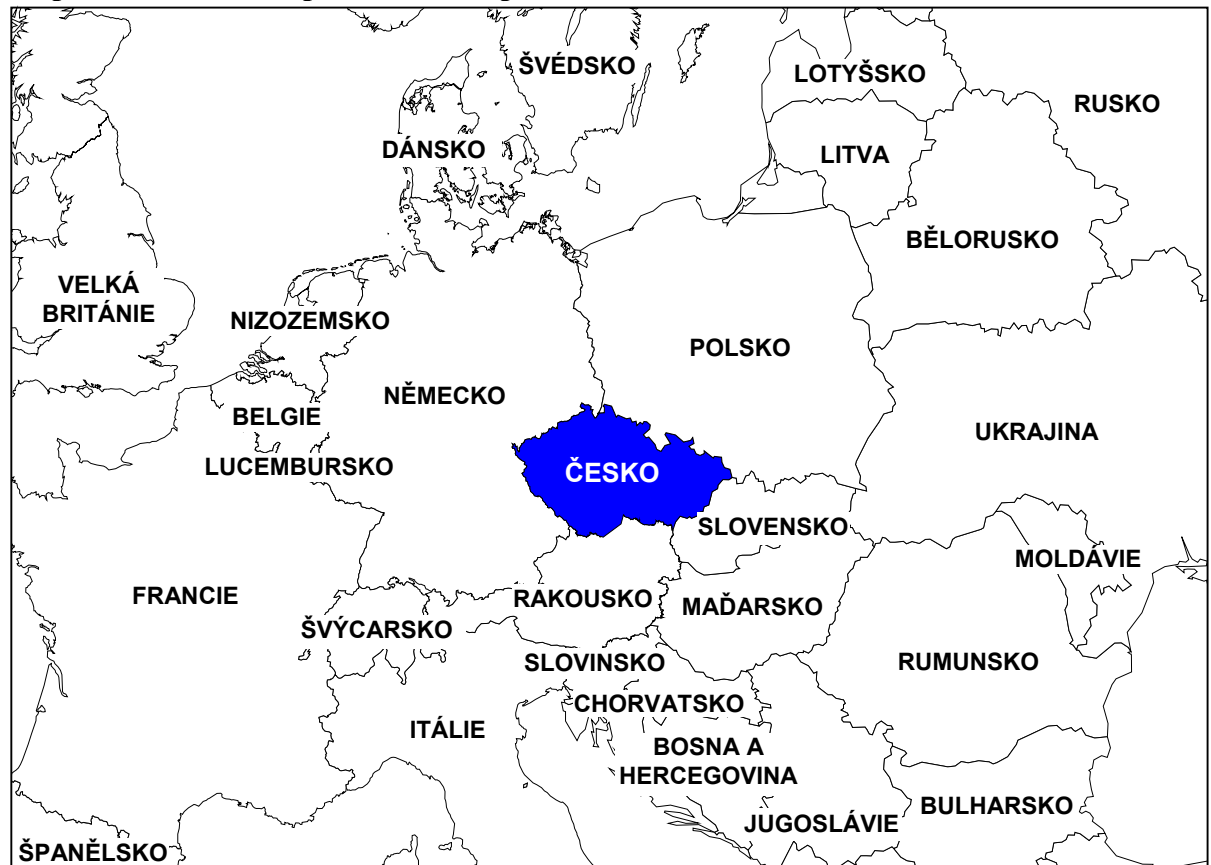 ŠVÉDSKO
LOTYŠSKO
RUSKO
DÁNSKO
LITVA
BĚLORUSKO
VELKÁ
BRITÁNIE
NIZOZEMSKO
POLSKO
NĚMECKO
BELGIE
UKRAJINA
LUCEMBURSKO
ČESKO
SLOVENSKO
MOLDÁVIE
FRANCIE
RAKOUSKO
MAĎARSKO
ŠVÝCARSKO
SLOVINSKO
RUMUNSKO
CHORVATSKO
ITÁLIE
BOSNA A
HERCEGOVINA
BULHARSKO
JUGOSLÁVIE
ŠPANĚLSKO